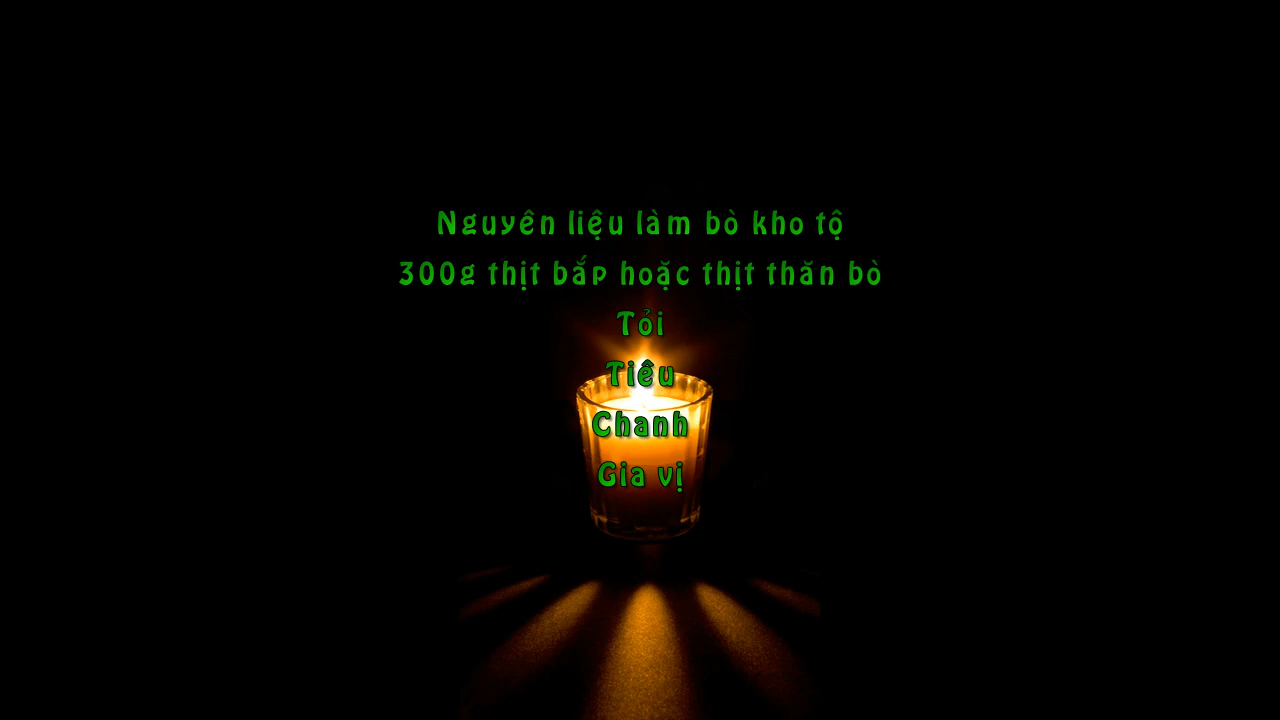 Nguyên liệu làm bò kho tộ
300g thịt bắp hoặc thịt thăn bò
Tỏi
Tiêu
Chanh
Gia vị